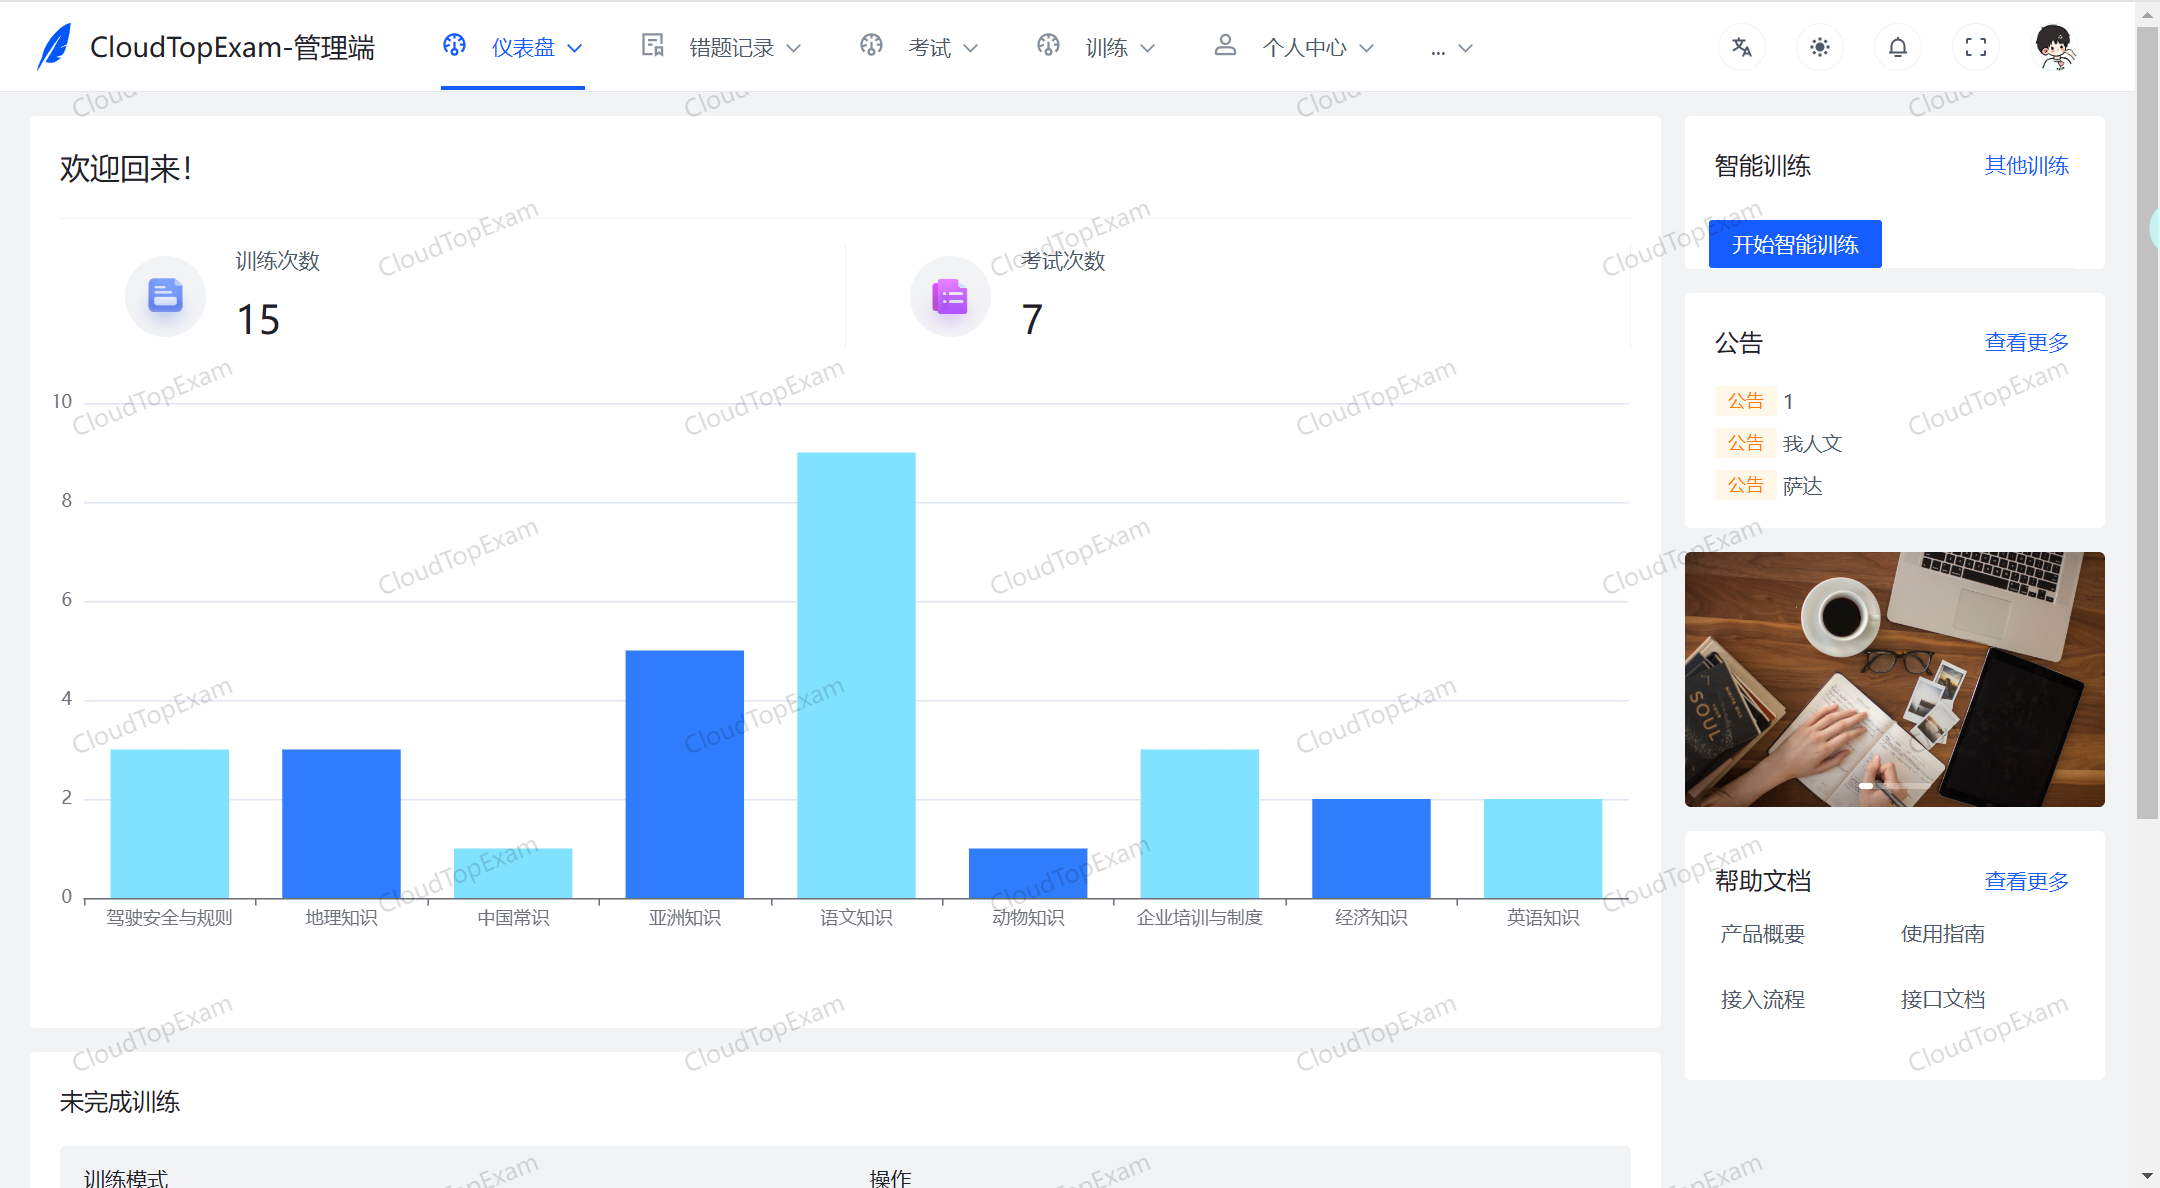 CloudTopExam-管理端
仪表盘
错题记录
考试
训练
个人中心
...
欢迎回来！
训练次数
15
考试次数
7
10
8
6
4
2
0
驾驶安全与规则
地理知识
中国常识
亚洲知识
语文知识
动物知识
企业培训与制度
经济知识
英语知识
未完成训练
训练模式
操作
智能训练
其他训练
开始智能训练
公告
查看更多
公告 1
公告 我人文
公告 萨达
SOUL
帮助文档
查看更多
产品概要
使用指南
接入流程
接口文档
CloudTopExam